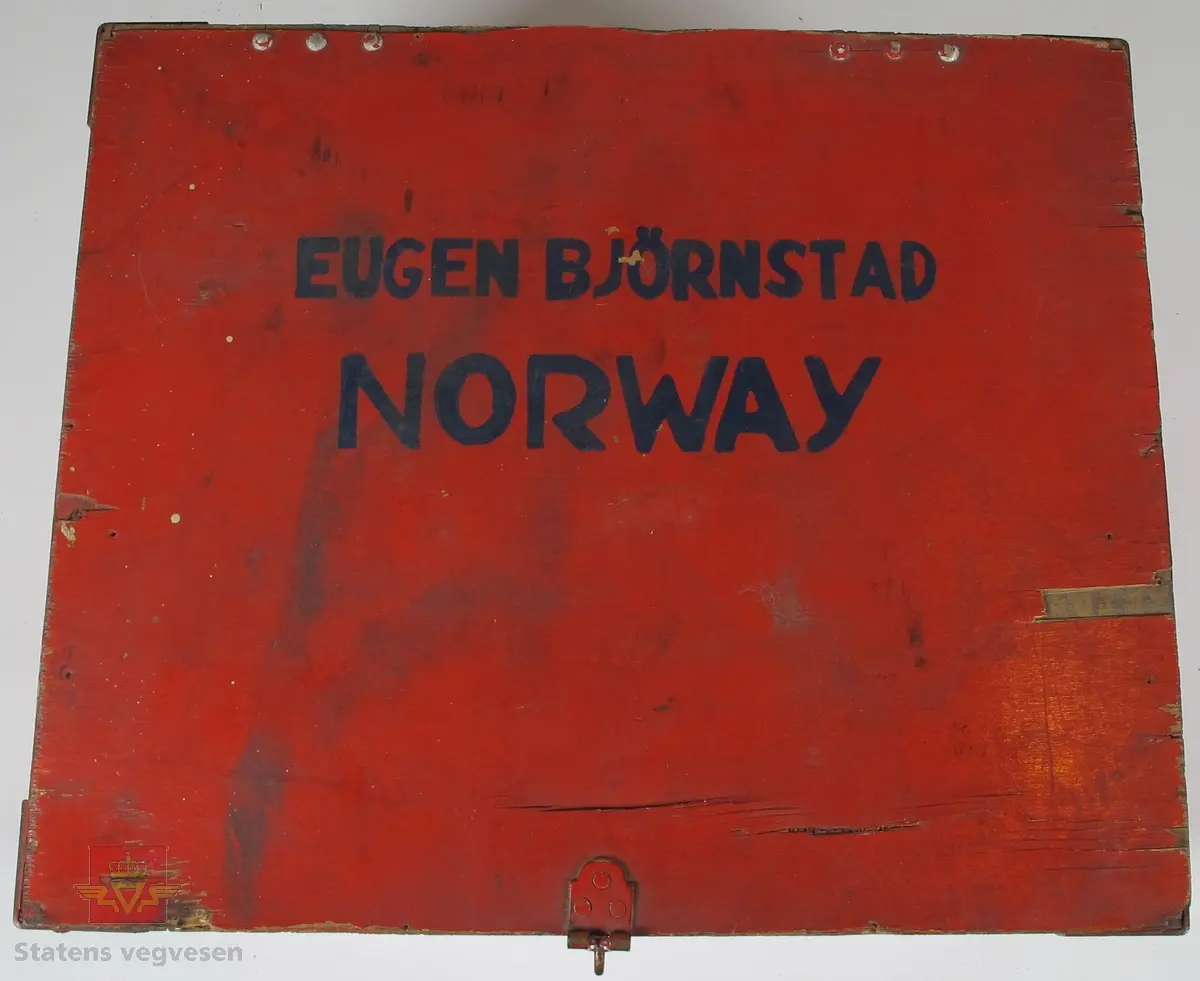 EUGEN BJÖRNSTAD
NORWAY
Statens vegvesen